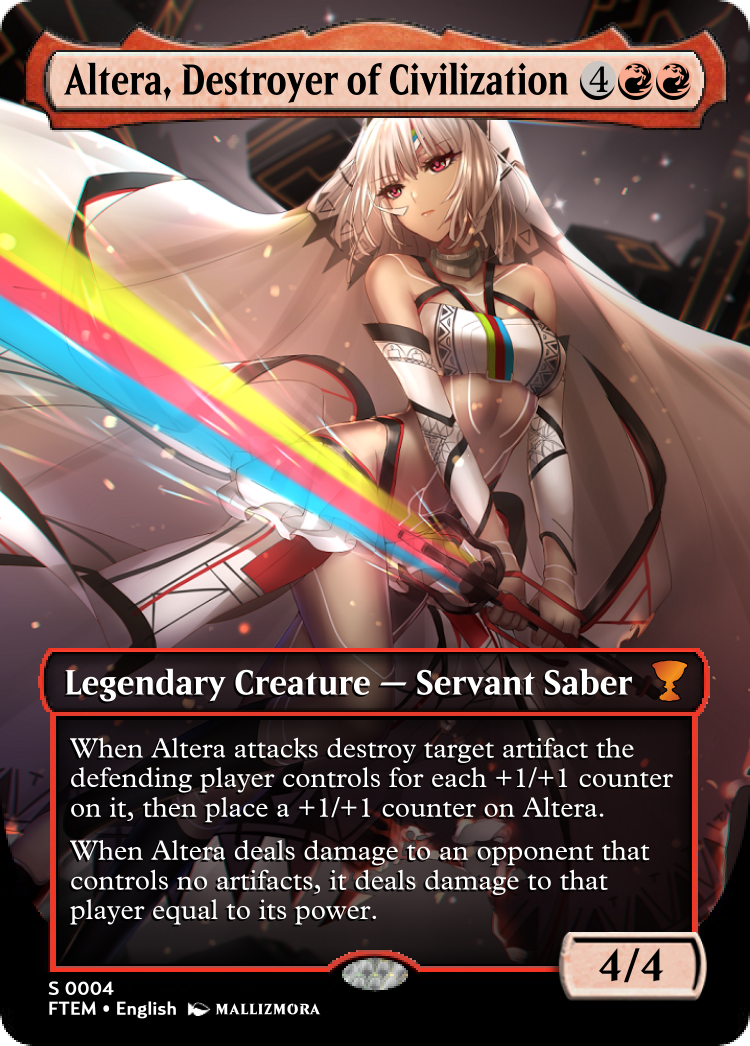 Altera, Destroyer of Civilization 4
Legendary Creature — Servant Saber
When Altera attacks destroy target artifact the
defending player controls for each +1/+1 counter
on it, then place a +1/+1 counter on Altera.
When Altera deals damage to an opponent that
controls no artifacts, it deals damage to that
player equal to its power.
4/4
S 0004
FTEM • English MALLIZMORA